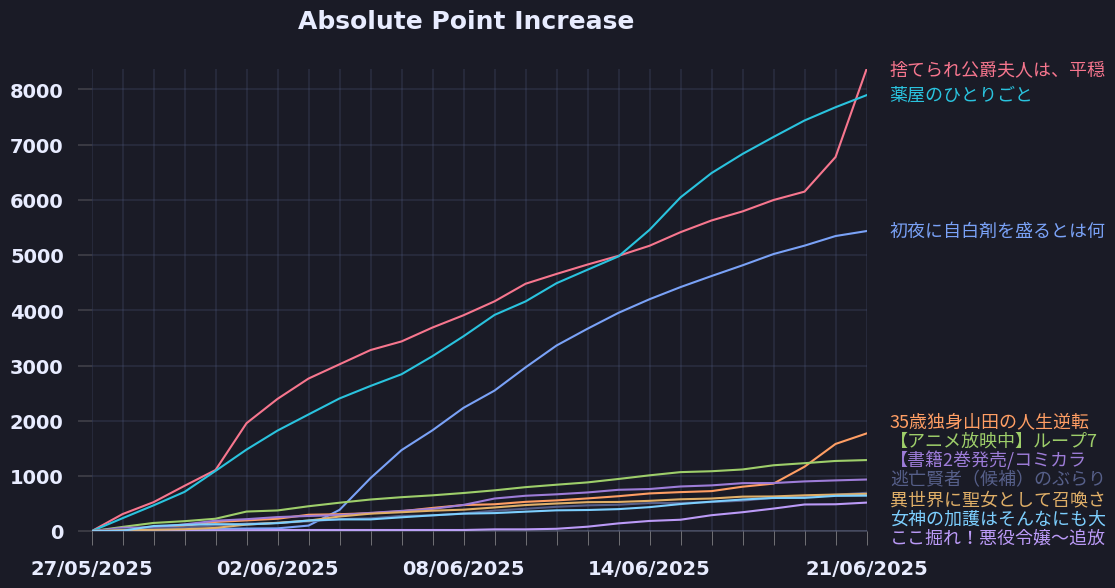 Absolute Point Increase
8000
7000
6000
5000
4000
3000
2000
1000
0
27/05/2025
02/06/2025
08/06/2025
14/06/2025
21/06/2025
捨てられ公爵夫人は、平穏
薬屋のひとりごと
初夜に自白剤を盛るとは何
35歳独身山田の人生逆転
【アニメ放映中】ループ7
【書籍2巻発売/コミカラ
逃亡賢者（候補）のぶらり
異世界に聖女として召喚さ
女神の加護はそんなにも大
ここ掘れ！悪役令嬢～追放